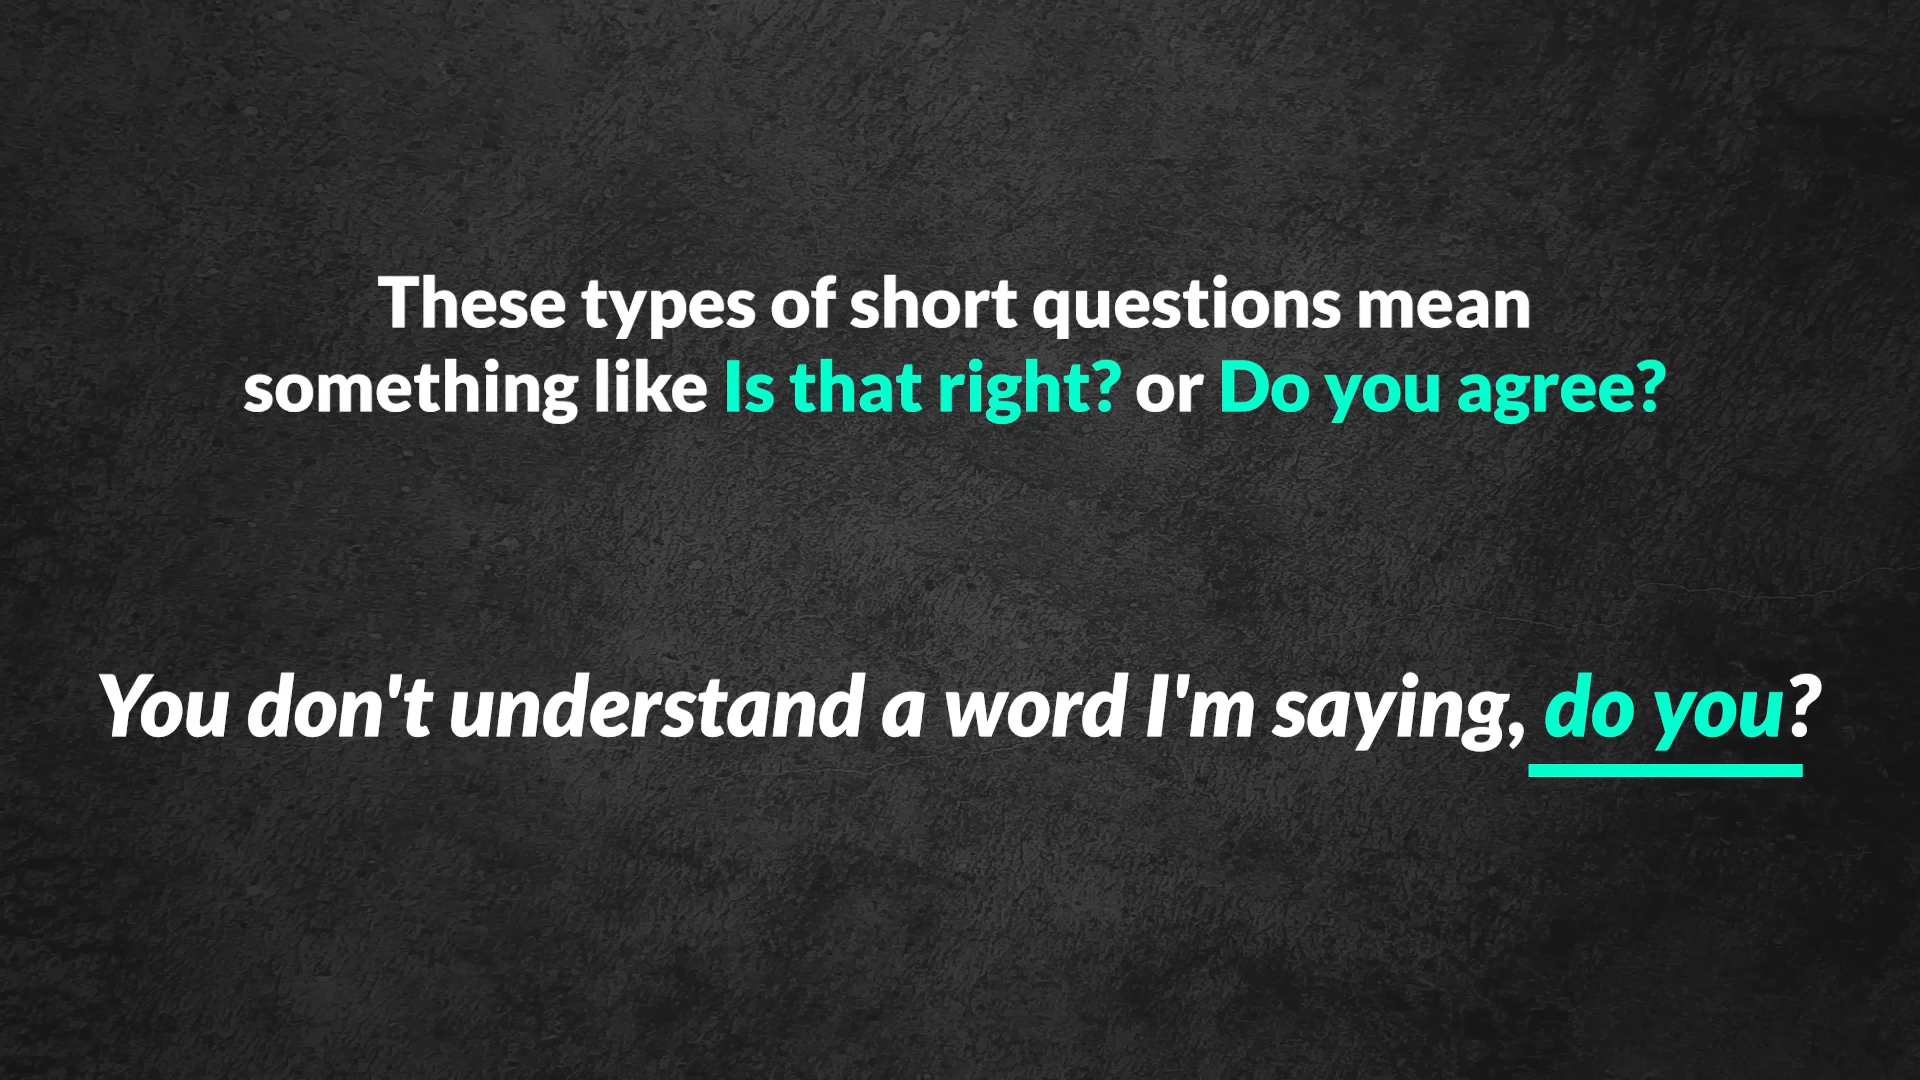 These types of short questions mean
something like Is that right? or Do you agree?
You don't understand a word I'm saying, do you?